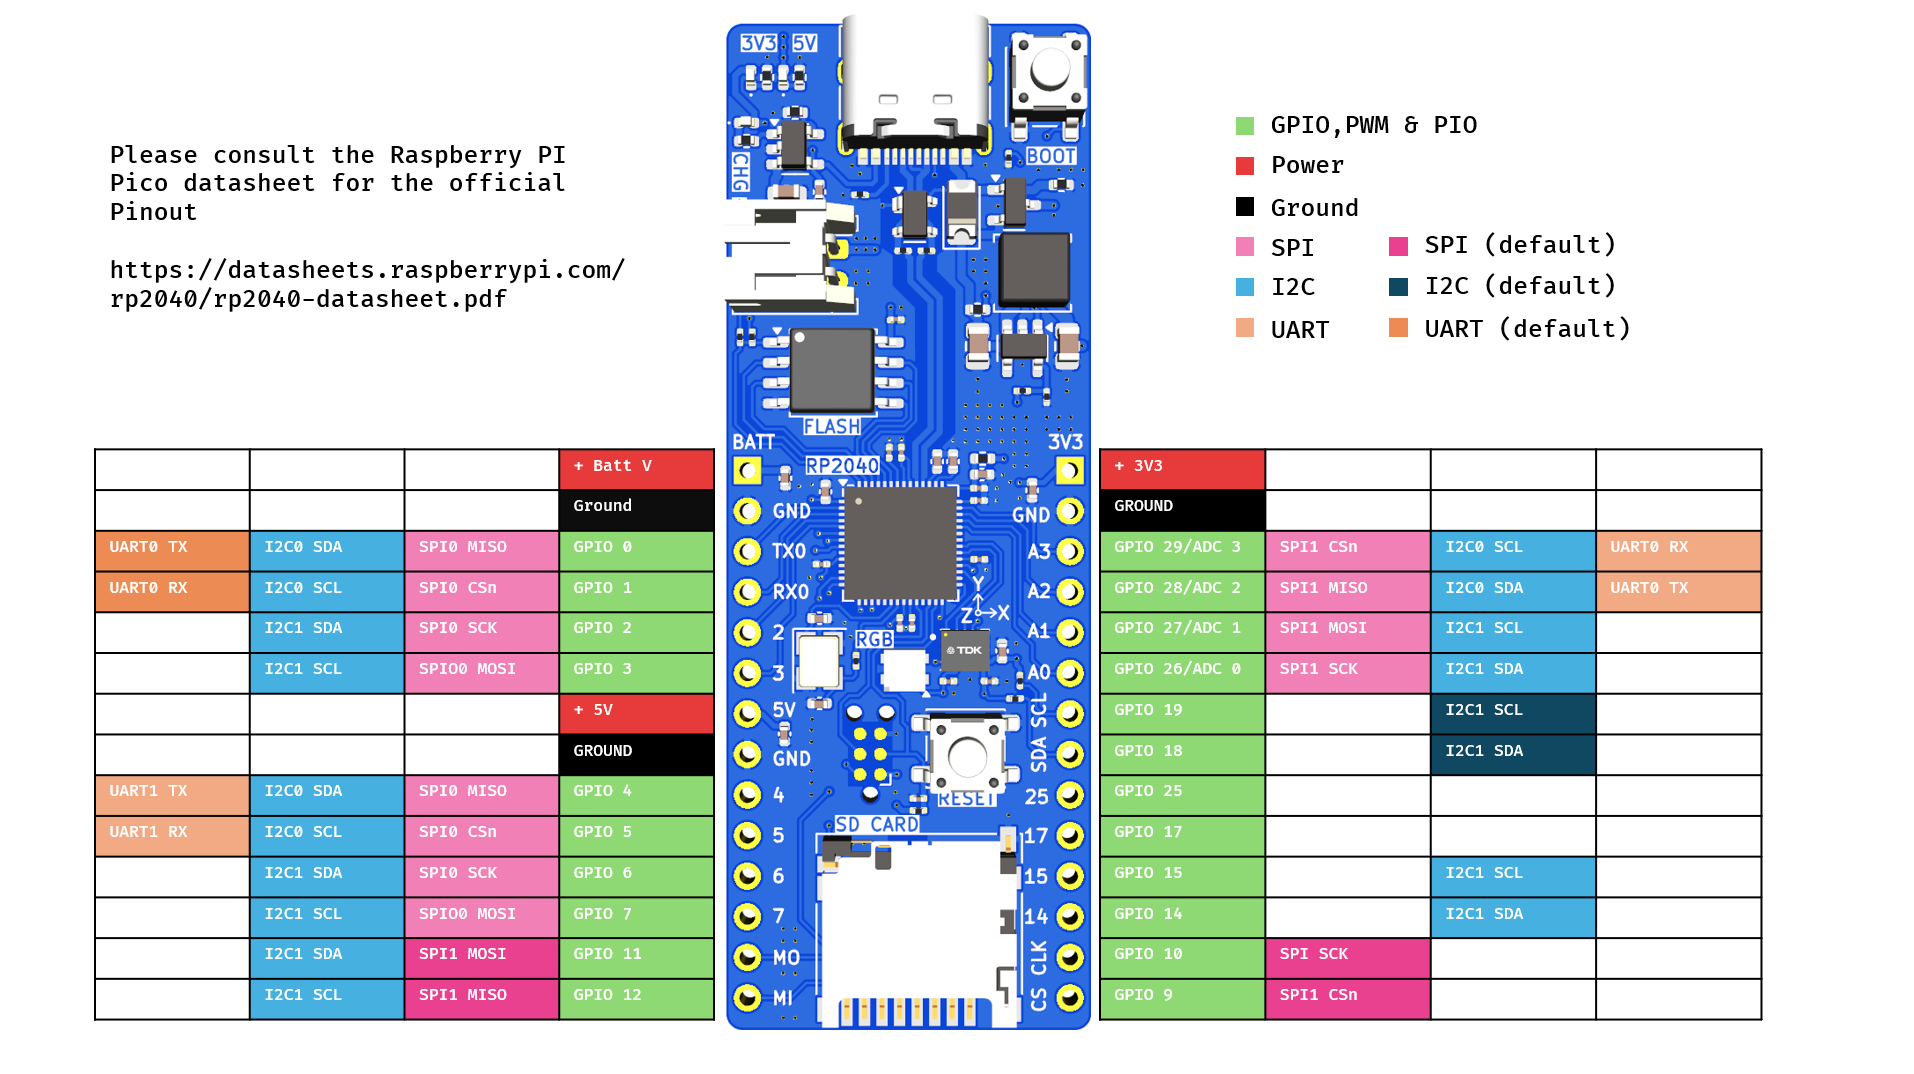 Please consult the Raspberry PI
Pico datasheet for the official
Pinout
https://datasheets.raspberrypi.com/
rp2040/rp2040-datasheet.pdf
3V3 5V
CHG
BOOT
FLASH
BATT
3V3
RP2040
GND
GND
TX0
A3
RX0
A2
Y
Z X
2
RGB
A1
TDK
3
A0
5V
SCL
GND
SDA
4
RESET
25
SD CARD
5
17
6
15
7
14
MO
CLK
MI
CS
GPIO,PWM & PIO
Power
Ground
SPI SPI (default)
I2C I2C (default)
UART UART (default)
+ Batt V
Ground
UART0 TX I2C0 SDA SPI0 MISO GPIO 0
UART0 RX I2C0 SCL SPI0 CSn GPIO 1
I2C1 SDA SPI0 SCK GPIO 2
I2C1 SCL SPIO0 MOSI GPIO 3
+ 5V
GROUND
UART1 TX I2C0 SDA SPI0 MISO GPIO 4
UART1 RX I2C0 SCL SPI0 CSn GPIO 5
I2C1 SDA SPI0 SCK GPIO 6
I2C1 SCL SPIO0 MOSI GPIO 7
I2C1 SDA SPI1 MOSI GPIO 11
I2C1 SCL SPI1 MISO GPIO 12
+ 3V3
GROUND
GPIO 29/ADC 3 SPI1 CSn I2C0 SCL UART0 RX
GPIO 28/ADC 2 SPI1 MISO I2C0 SDA UART0 TX
GPIO 27/ADC 1 SPI1 MOSI I2C1 SCL
GPIO 26/ADC 0 SPI1 SCK I2C1 SDA
GPIO 19 I2C1 SCL
GPIO 18 I2C1 SDA
GPIO 25
GPIO 17
GPIO 15 I2C1 SCL
GPIO 14 I2C1 SDA
GPIO 10 SPI SCK
GPIO 9 SPI1 CSn